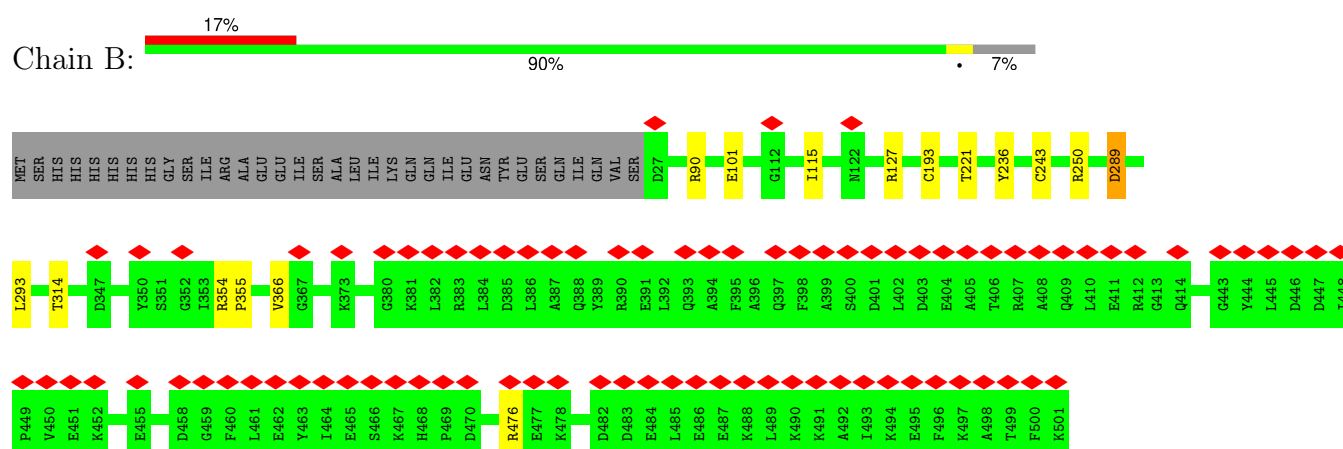 17%
Chain B:
90% • 7%
MET SER HIS HIS HIS HIS HIS HIS GLY SER ILE ARG ALA GLU GLU ILE SER ALA LEU ILE LYS GLN GLN ILE GLU ASN TYR GLU SER GLN ILE GLN VAL SER D27 R90 E101 G112 I115 N122 R127 C193 T221 Y236 C243 R250 D289
L293 T314 D347 Y350 S351 G352 I353 R354 P355 V366 G367 K373 G380 K381 L382 R383 L384 D385 L386 A387 Q388 Y389 R390 E391 L392 Q393 A394 F395 A396 Q397 F398 A399 S400 D401 L402 D403 E404 A405 T406 R407 A408 Q409 L410 E411 R412 G413 Q414 G443 Y444 L445 D446 D447
P449 V450 E451 K452 E455 D458 G459 F460 L461 E462 Y463 I464 E465 S466 K467 H468 P469 D470 R476 E477 K478 D482 D483 E484 L485 E486 E487 K488 L489 K490 K491 A492 I493 K494 E495 F496 K497 A498 T499 F500 K501